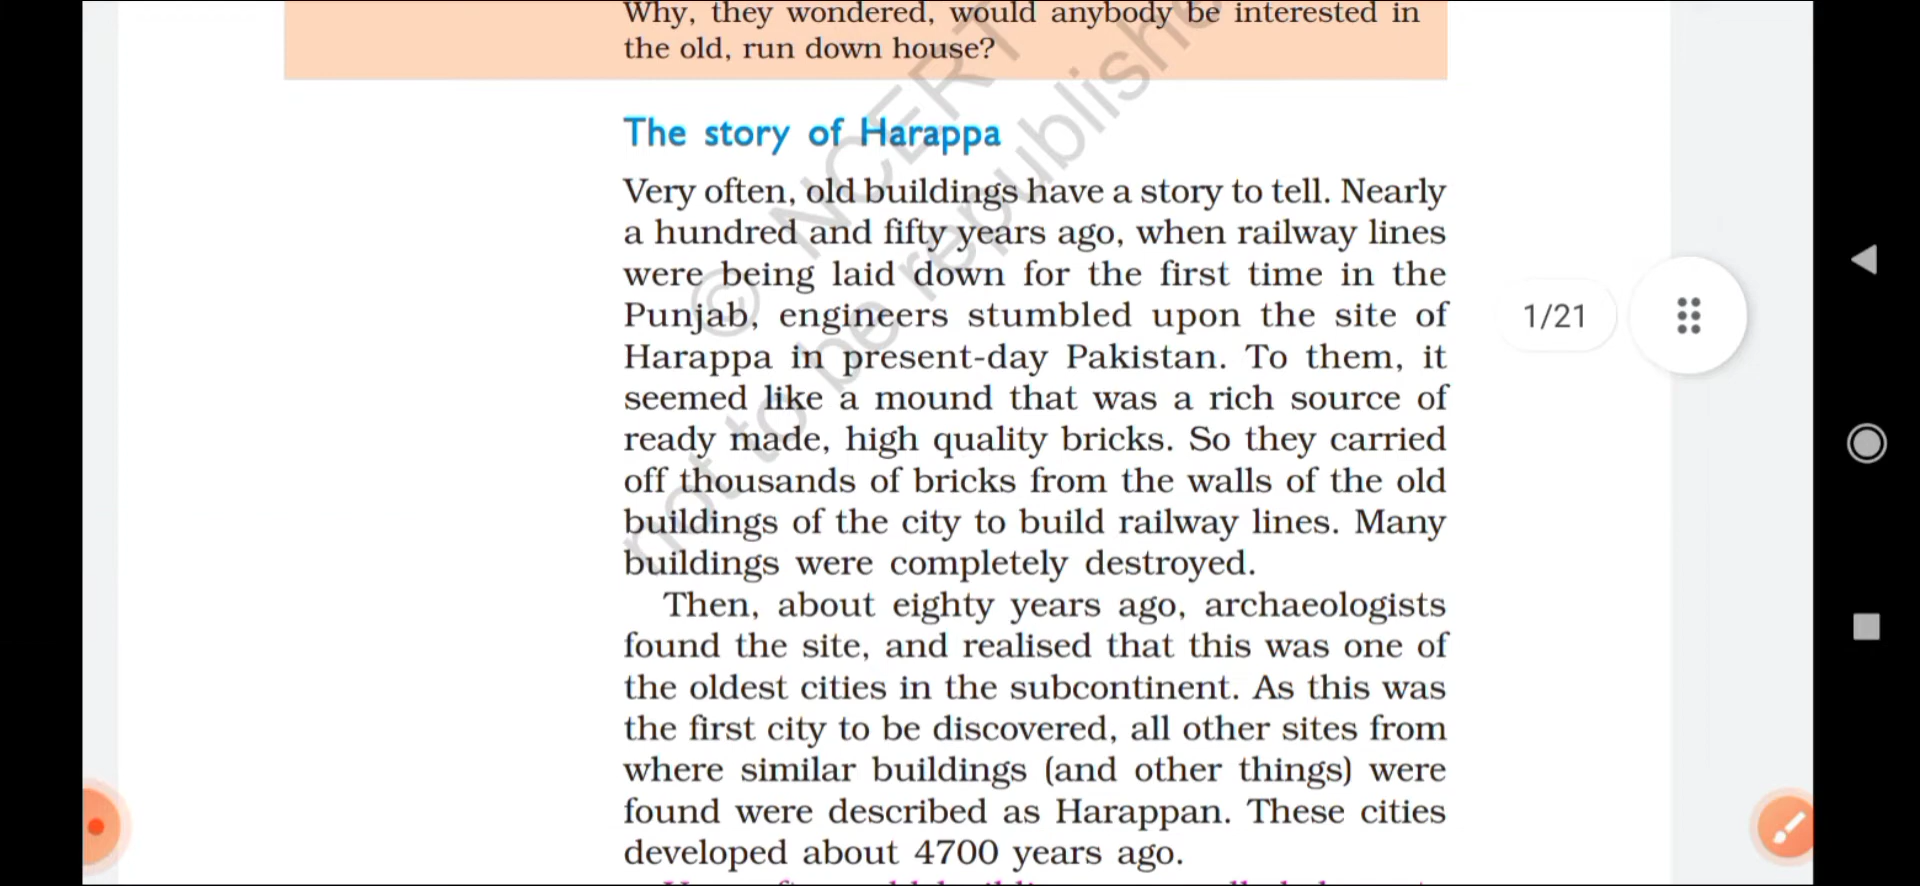 Why, they wondered, would anybody be interested in
the old, run down house?
The story of Harappa
Very often, old buildings have a story to tell. Nearly
a hundred and fifty years ago, when railway lines
were being laid down for the first time in the
Punjab, engineers stumbled upon the site of
Harappa in present-day Pakistan. To them, it
seemed like a mound that was a rich source of
ready made, high quality bricks. So they carried
off thousands of bricks from the walls of the old
buildings of the city to build railway lines. Many
buildings were completely destroyed.
Then, about eighty years ago, archaeologists
found the site, and realised that this was one of
the oldest cities in the subcontinent. As this was
the first city to be discovered, all other sites from
where similar buildings (and other things) were
found were described as Harappan. These cities
developed about 4700 years ago.
1/21
© NCERT
not to be republished